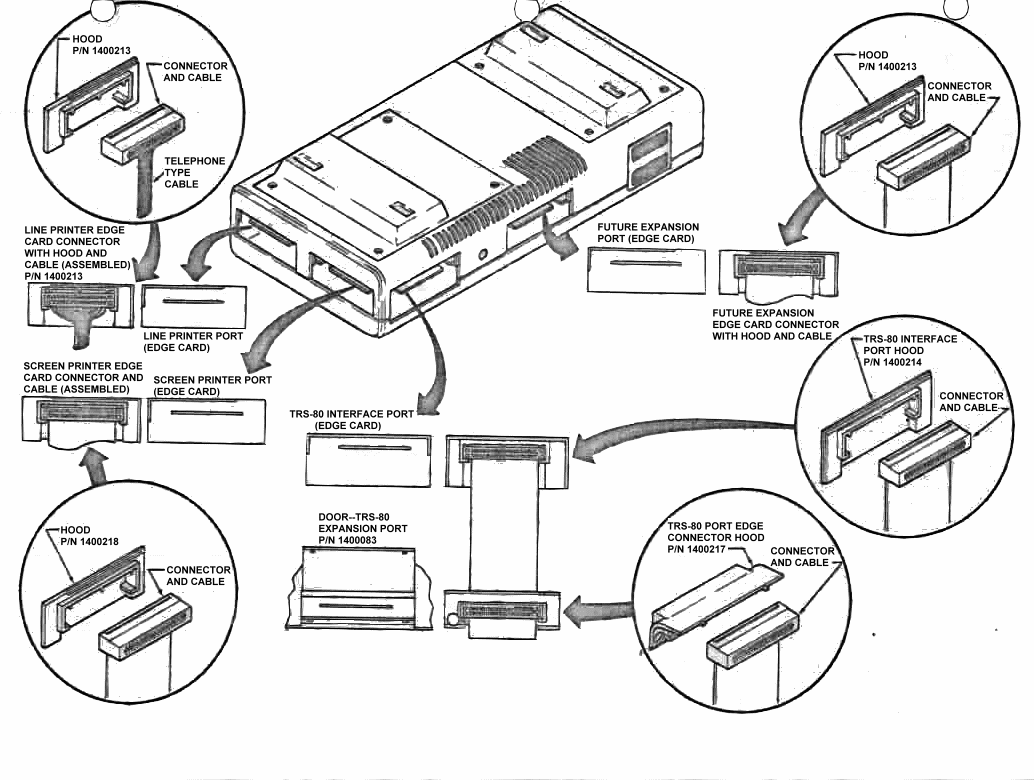 HOOD
P/N 1400213
CONNECTOR
AND CABLE
TELEPHONE
TYPE
CABLE
LINE PRINTER EDGE
CARD CONNECTOR
WITH HOOD AND
CABLE (ASSEMBLED)
P/N 1400213
LINE PRINTER PORT
(EDGE CARD)
SCREEN PRINTER EDGE
CARD CONNECTOR AND
CABLE (ASSEMBLED)
SCREEN PRINTER PORT
(EDGE CARD)
HOOD
P/N 1400218
CONNECTOR
AND CABLE
TRS-80 INTERFACE PORT
(EDGE CARD)
DOOR--TRS-80
EXPANSION PORT
P/N 1400083
FUTURE EXPANSION
PORT (EDGE CARD)
HOOD
P/N 1400213
CONNECTOR
AND CABLE
FUTURE EXPANSION
EDGE CARD CONNECTOR
WITH HOOD AND CABLE
TRS-80 INTERFACE
PORT HOOD
P/N 1400214
CONNECTOR
AND CABLE
TRS-80 PORT EDGE
CONNECTOR HOOD
P/N 1400217
CONNECTOR
AND CABLE